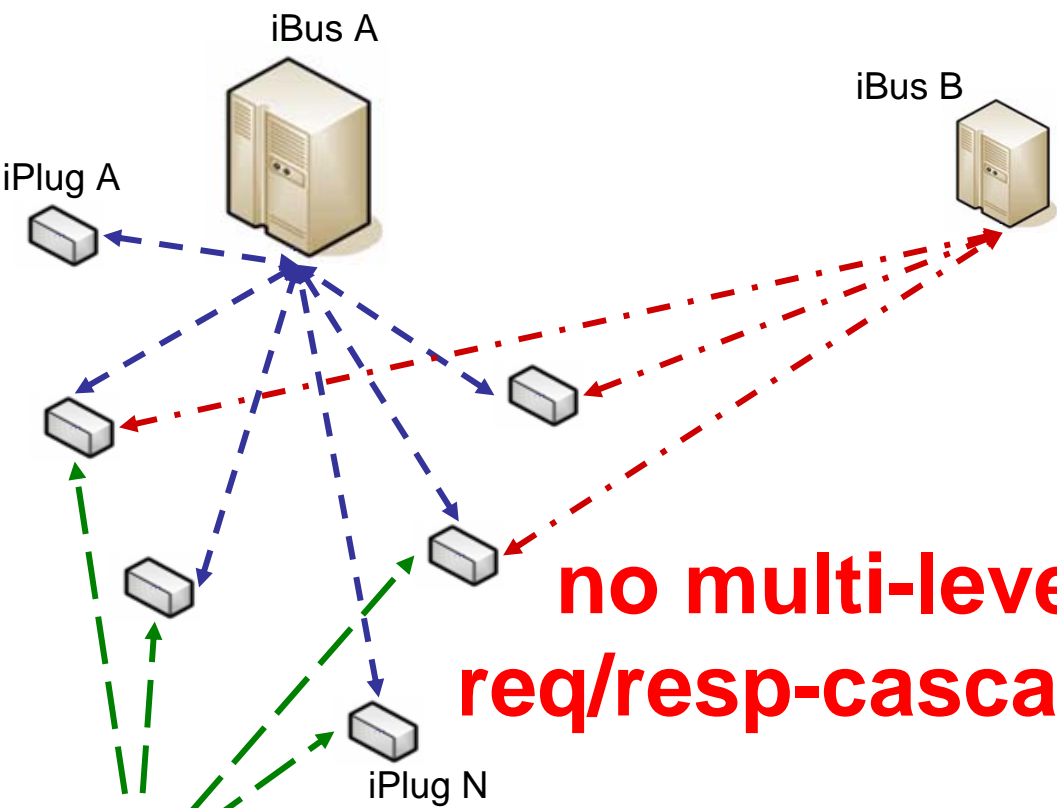 iBus A
iBus B
iPlug A
no multi-leve
req/resp-casca
iPlug N